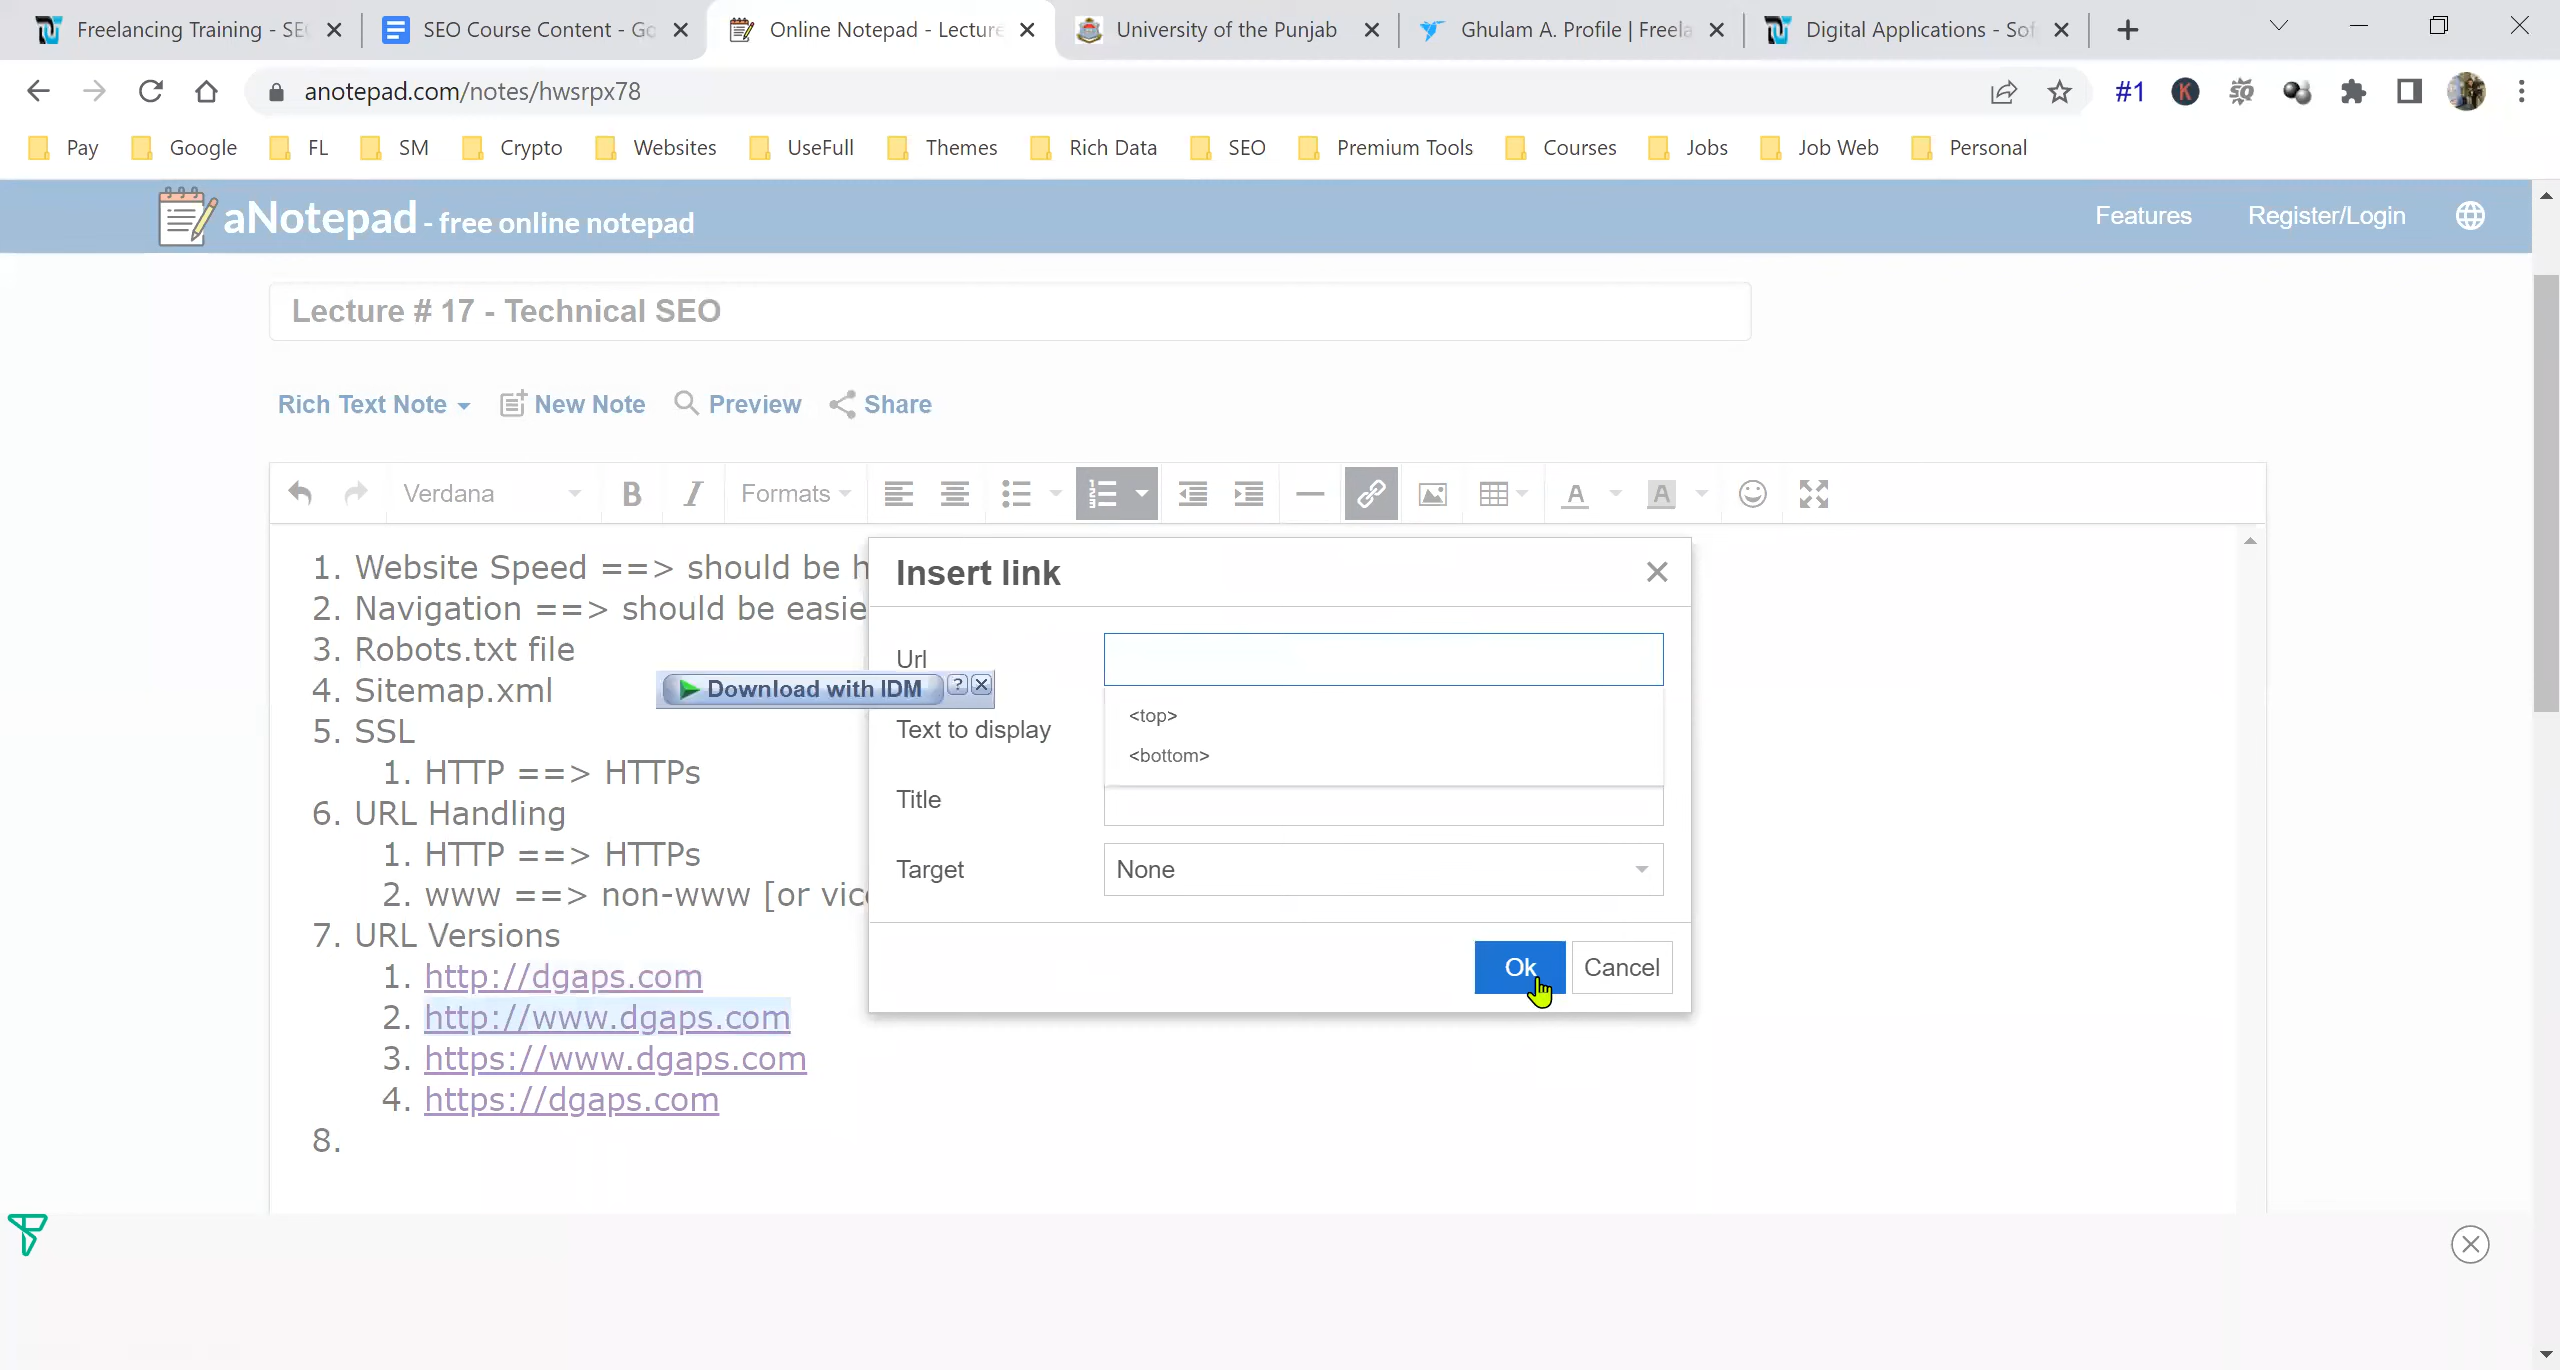 Freelancing Training - SE
SEO Course Content - Go
Online Notepad - Lecture
University of the Punjab
Ghulam A. Profile | Freela
Digital Applications - Sof
anotepad.com/notes/hwsrpx78
#1
K
SQ
Pay
Google
FL
SM
Crypto
Websites
UseFull
Themes
Rich Data
SEO
Premium Tools
Courses
Jobs
Job Web
Personal
aNotepad - free online notepad
Features
Register/Login
Lecture # 17 - Technical SEO
Rich Text Note
New Note
Preview
Share
Verdana
B
I
Formats
A
A
1. Website Speed ==> should be h
2. Navigation ==> should be easie
3. Robots.txt file
4. Sitemap.xml
5. SSL
1. HTTP ==> HTTPs
6. URL Handling
1. HTTP ==> HTTPs
2. www ==> non-www [or vic
7. URL Versions
1. http://dgaps.com
2. http://www.dgaps.com
3. https://www.dgaps.com
4. https://dgaps.com
8.
Download with IDM
?
Insert link
Url
<top>
<bottom>
Text to display
Title
Target
None
Ok
Cancel